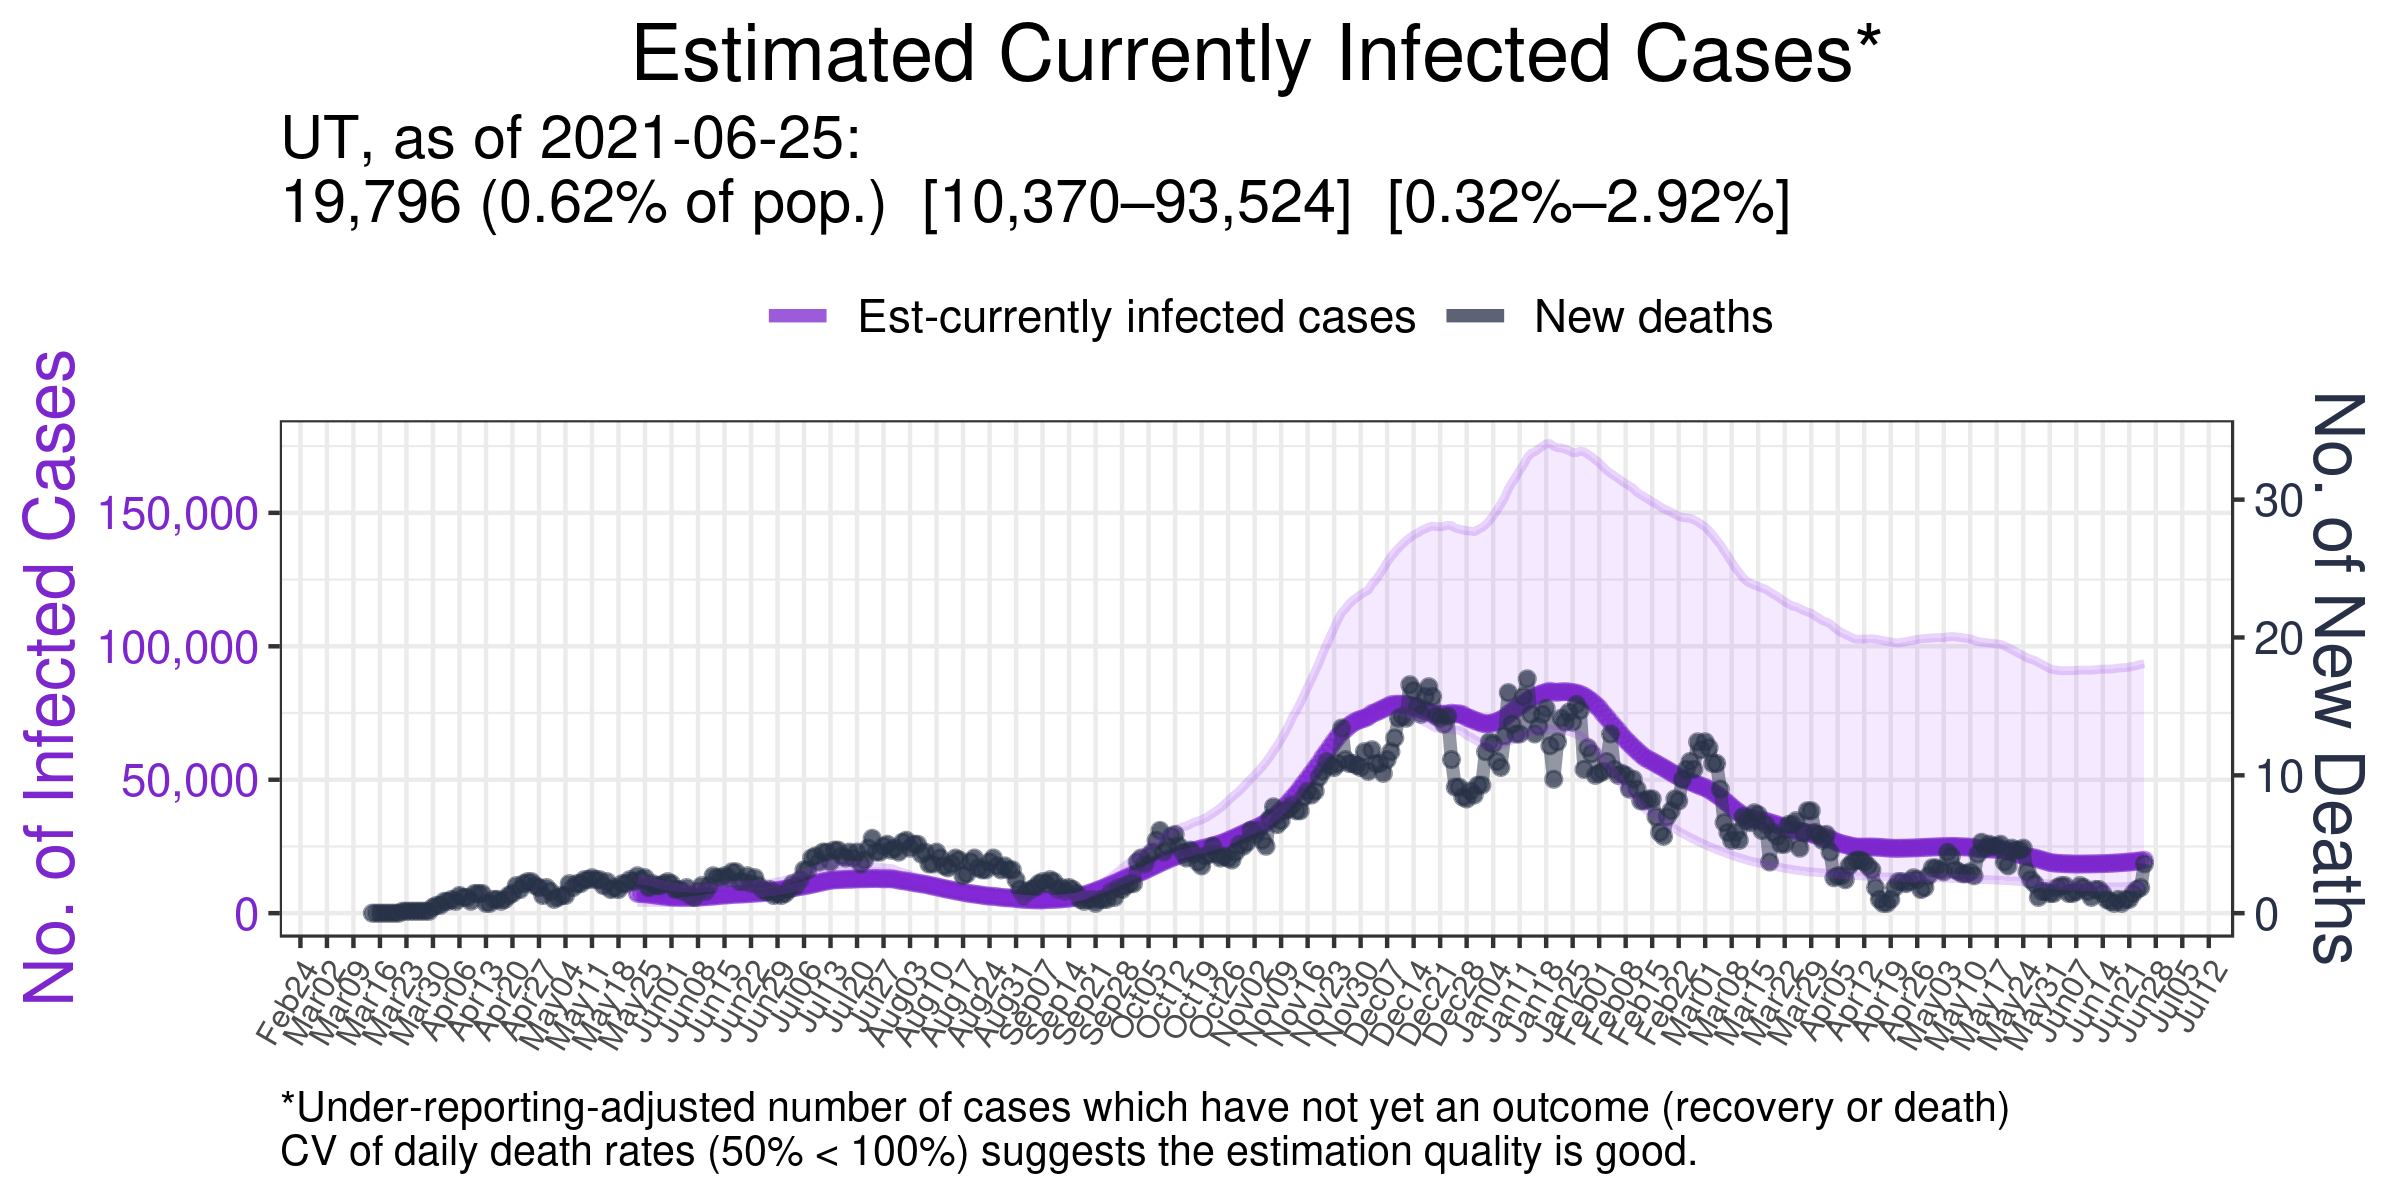 Estimated Currently Infected Cases*
UT, as of 2021-06-25:
19,796 (0.62% of pop.)  [10,370–93,524]  [0.32%–2.92%]
Est-currently infected cases
New deaths
No. of Infected Cases
150,000
100,000
50,000
0
30
20
10
0
No. of New Deaths
Feb24
Mar02
Mar09
Mar16
Mar23
Mar30
Apr06
Apr13
Apr20
Apr27
May04
May11
May18
May25
Jun01
Jun08
Jun15
Jun22
Jun29
Jul06
Jul13
Jul20
Jul27
Aug03
Aug10
Aug17
Aug24
Aug31
Sep07
Sep14
Sep21
Sep28
Oct05
Oct12
Oct19
Oct26
Nov02
Nov09
Nov16
Nov23
Nov30
Dec07
Dec14
Dec21
Dec28
Jan04
Jan11
Jan18
Jan25
Feb01
Feb08
Feb15
Feb22
Mar01
Mar08
Mar15
Mar22
Mar29
Apr05
Apr12
Apr19
Apr26
May03
May10
May17
May24
May31
Jun07
Jun14
Jun21
Jun28
Jul05
Jul12
*Under-reporting-adjusted number of cases which have not yet an outcome (recovery or death)
CV of daily death rates (50% < 100%) suggests the estimation quality is good.